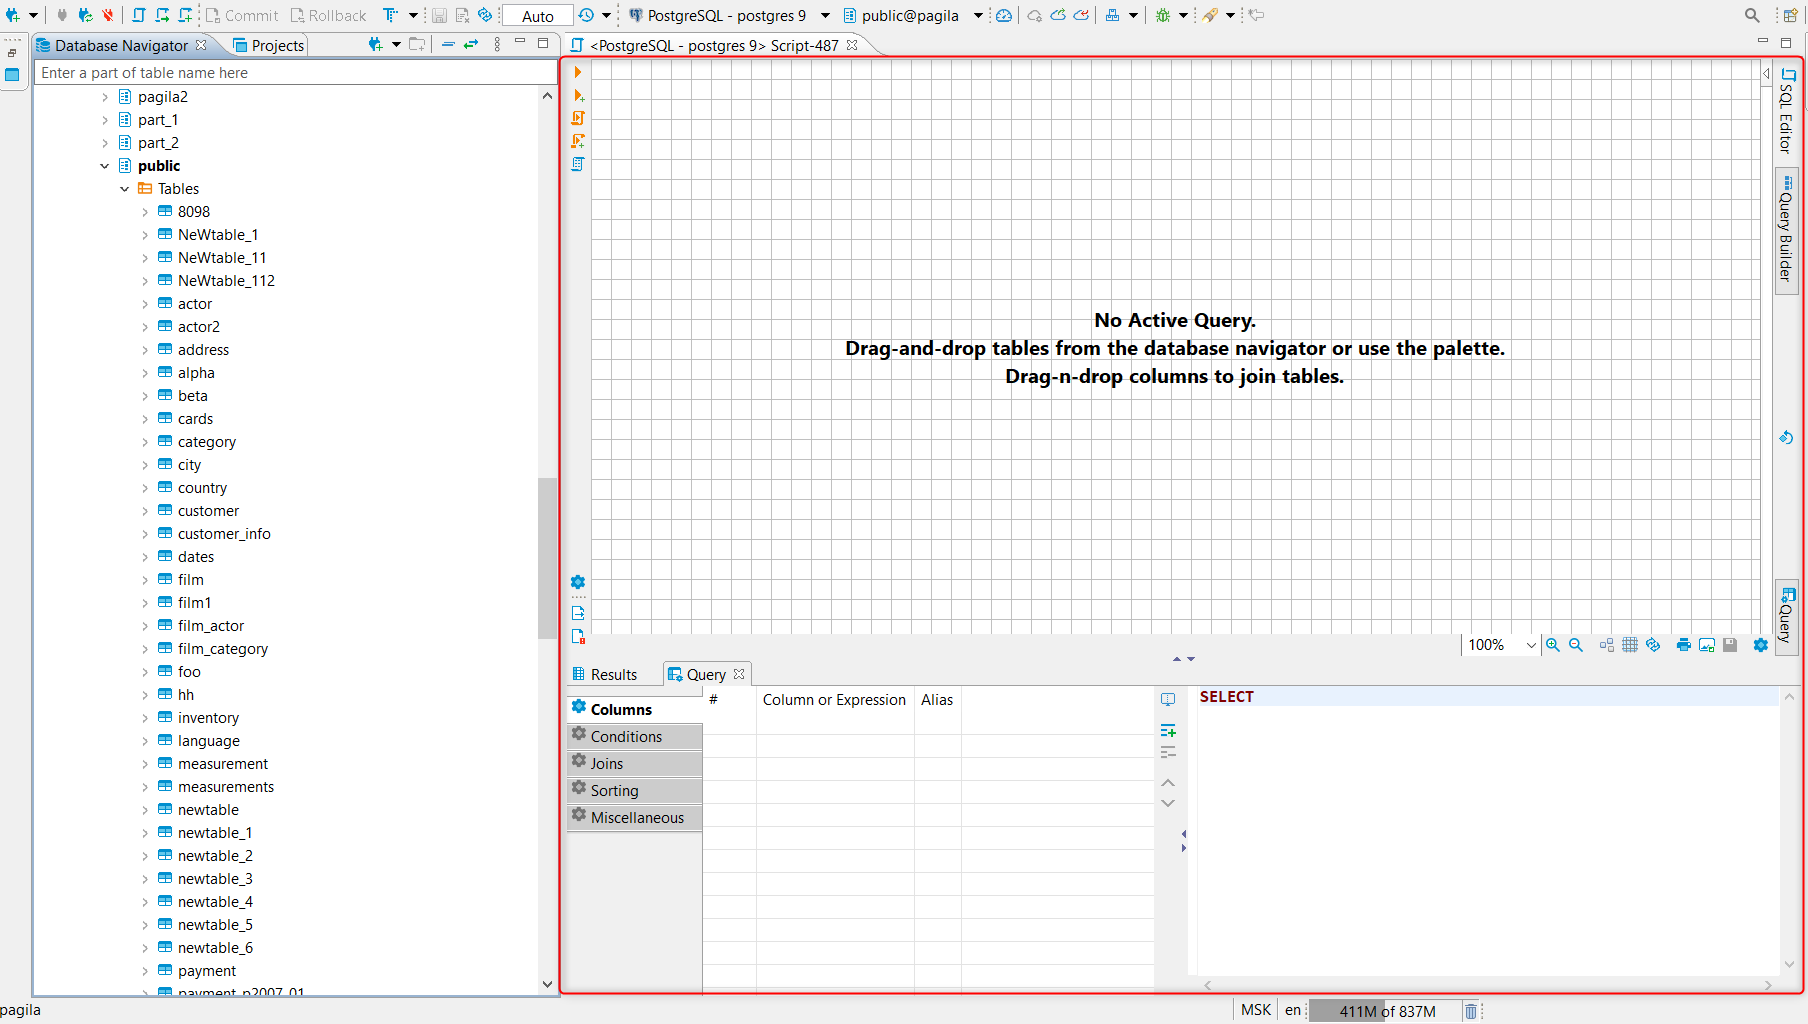 Commit
Rollback
Auto
PostgreSQL - postgres 9
public@pagila
Database Navigator
Projects
<PostgreSQL - postgres 9> Script-487
Enter a part of table name here
pagila2
part_1
part_2
public
Tables
8098
NeWtable_1
NeWtable_11
NeWtable_112
actor
actor2
address
alpha
beta
cards
category
city
country
customer
customer_info
dates
film
film1
film_actor
film_category
foo
hh
inventory
language
measurement
measurements
newtable
newtable_1
newtable_2
newtable_3
newtable_4
newtable_5
newtable_6
payment
payment_p2007_01
No Active Query.
Drag-and-drop tables from the database navigator or use the palette.
Drag-n-drop columns to join tables.
SQL Editor
Query Builder
Query
100%
Results
Query
Columns
Conditions
Joins
Sorting
Miscellaneous
# Column or Expression Alias
SELECT
pagila
MSK
en
411M of 837M